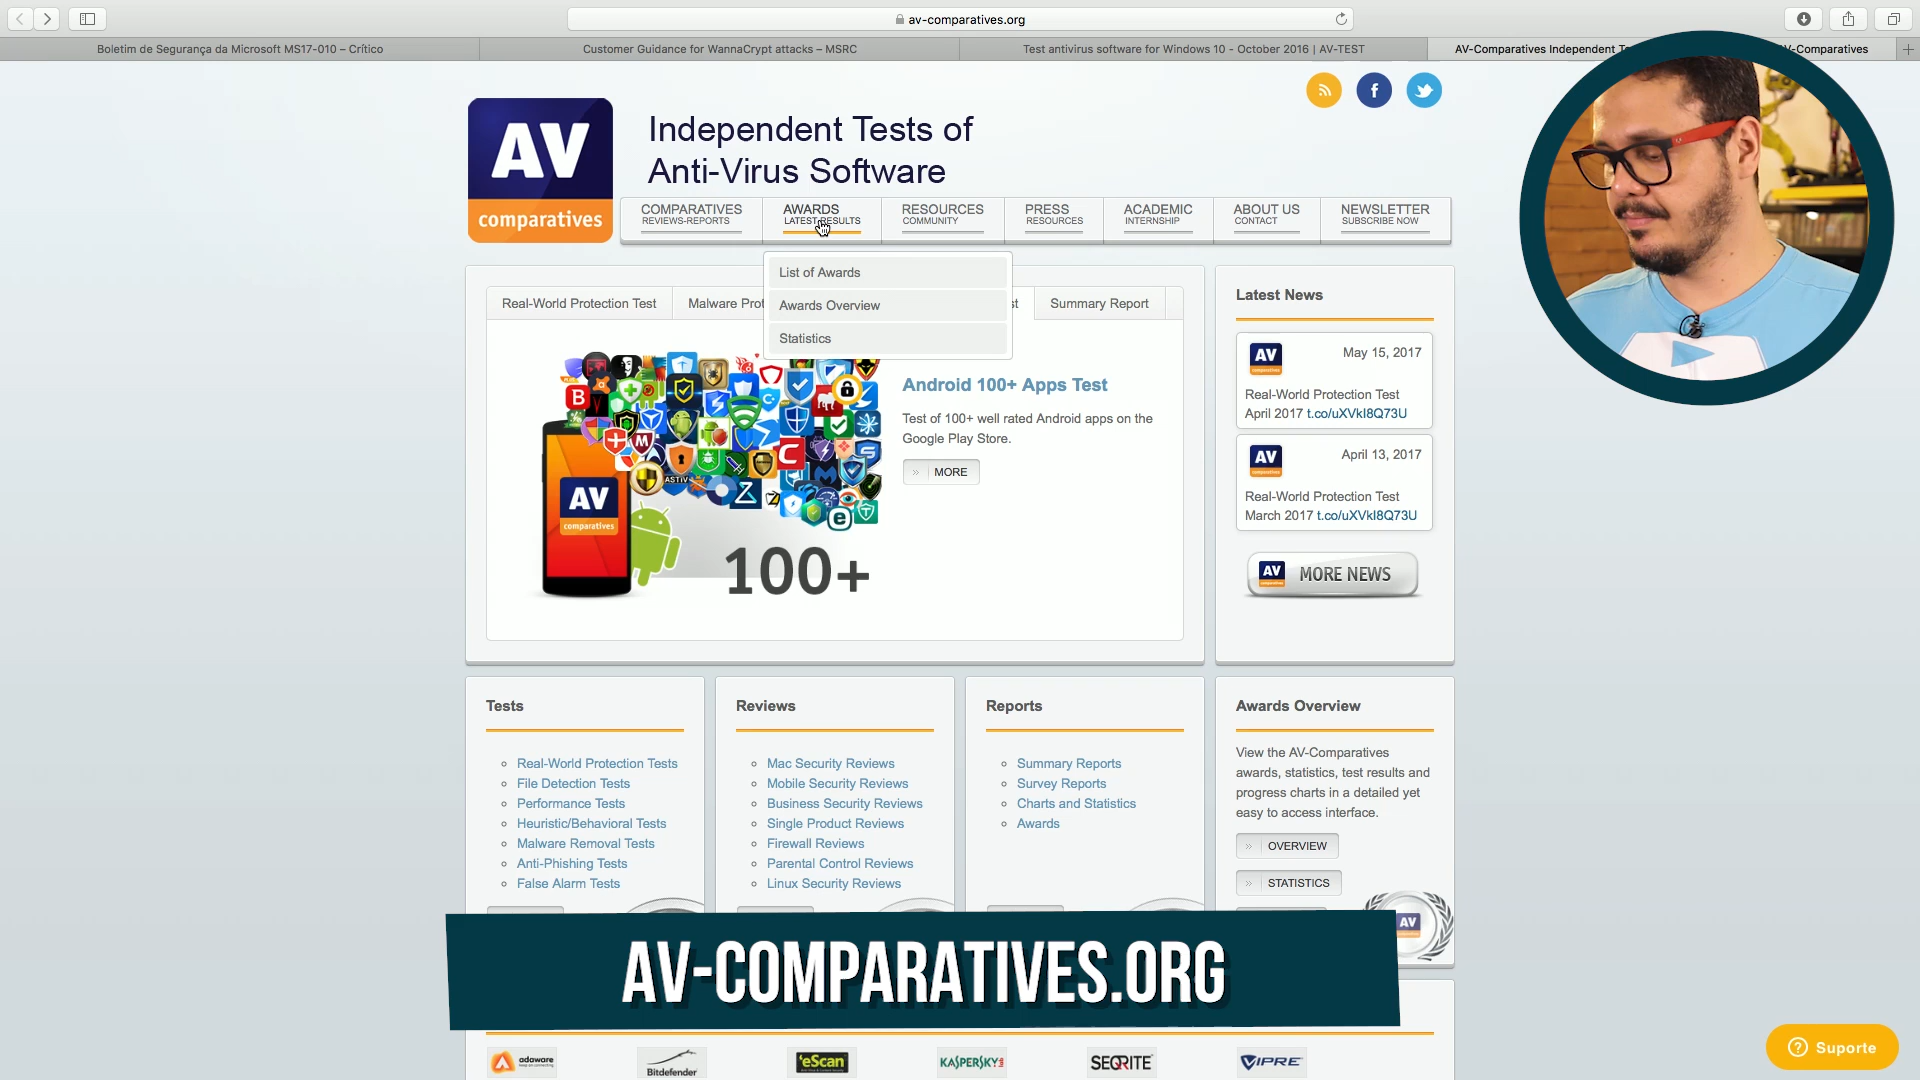 av-comparatives.org
Boletim de Segurança da Microsoft MS17-010 – Crítico
Customer Guidance for WannaCrypt attacks – MSRC
Test antivirus software for Windows 10 - October 2016 | AV-TEST
AV-Comparatives Independent
V-Comparatives
AV
comparatives
Independent Tests of
Anti-Virus Software
COMPARATIVES
REVIEWS-REPORTS
AWARDS
LATEST RESULTS
RESOURCES
COMMUNITY
PRESS
RESOURCES
ACADEMIC
INTERNSHIP
ABOUT US
CONTACT
NEWSLETTER
SUBSCRIBE NOW
List of Awards
Awards Overview
Statistics
Real-World Protection Test
Malware Prot
st
Summary Report
Android 100+ Apps Test
Test of 100+ well rated Android apps on the
Google Play Store.
MORE
AV
comparatives
100+
Latest News
AV
May 15, 2017
Real-World Protection Test
April 2017 t.co/uXVkI8Q73U
AV
April 13, 2017
Real-World Protection Test
March 2017 t.co/uXVkI8Q73U
AV
MORE NEWS
Tests
Real-World Protection Tests
File Detection Tests
Performance Tests
Heuristic/Behavioral Tests
Malware Removal Tests
Anti-Phishing Tests
False Alarm Tests
Reviews
Mac Security Reviews
Mobile Security Reviews
Business Security Reviews
Single Product Reviews
Firewall Reviews
Parental Control Reviews
Linux Security Reviews
Reports
Summary Reports
Survey Reports
Charts and Statistics
Awards
Awards Overview
View the AV-Comparatives
awards, statistics, test results and
progress charts in a detailed yet
easy to access interface.
OVERVIEW
STATISTICS
AV
AV-COMPARATIVES.ORG
adaware
Bitdefender
eScan
KASPERSKY
SEQRITE
VIPRE
Suporte